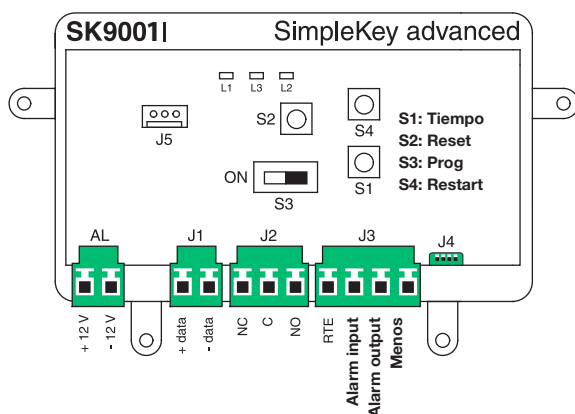 SK9001I SimpleKey advanced
L1 L3 L2
J5
S2
S4
S1
ON
S3
S1: Tiempo
S2: Reset
S3: Prog
S4: Restart
AL J1 J2 J3 J4
+ 12 V
- 12 V
+ data
- data
NC
C
NO
RTE
Alarm input
Alarm output
Menos